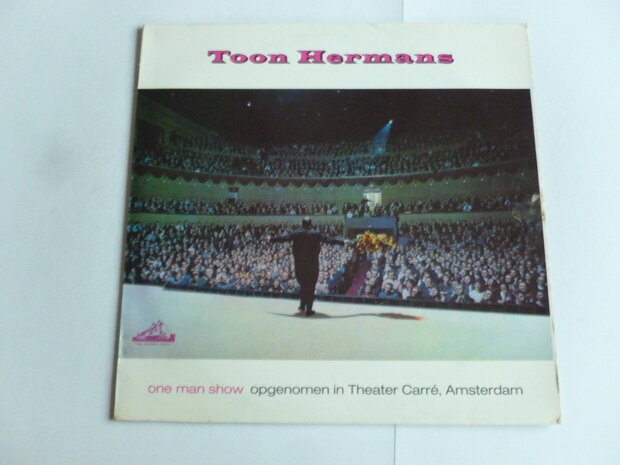 Toon Hermans
one man show opgenomen in Theater Carré, Amsterdam